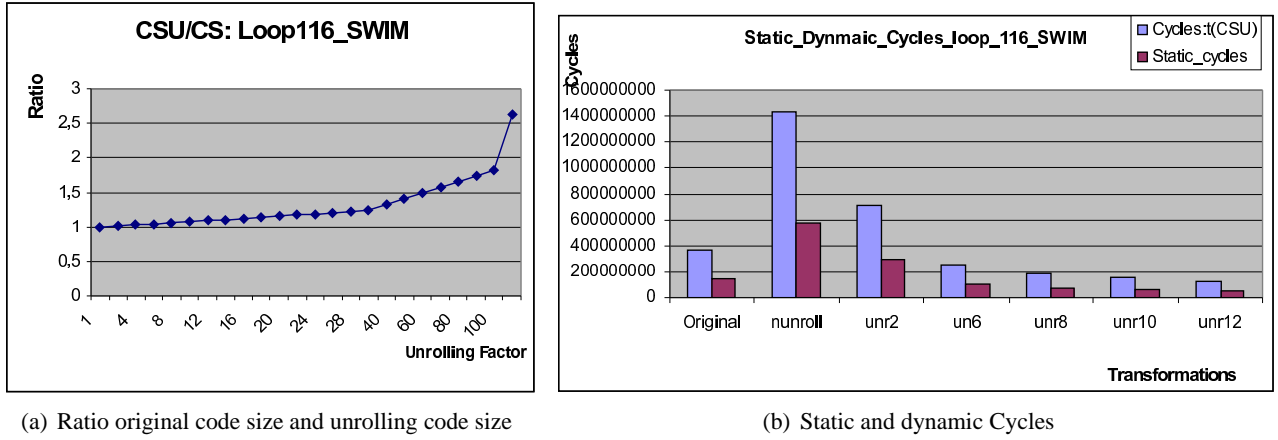 CSU/CS: Loop116_SWIM
Ratio
3
2,5
2
1,5
1
0,5
0
1
4
8
12
16
20
24
28
40
60
80
100
Unrolling Factor
(a) Ratio original code size and unrolling code size
Static_Dynmaic_Cycles_loop_116_SWIM
Cycles:t(CSU)
Static_cycles
Cycles
1600000000
1400000000
1200000000
1000000000
800000000
600000000
400000000
200000000
0
Original
nunroll
unr2
un6
unr8
unr10
unr12
Transformations
(b) Static and dynamic Cycles